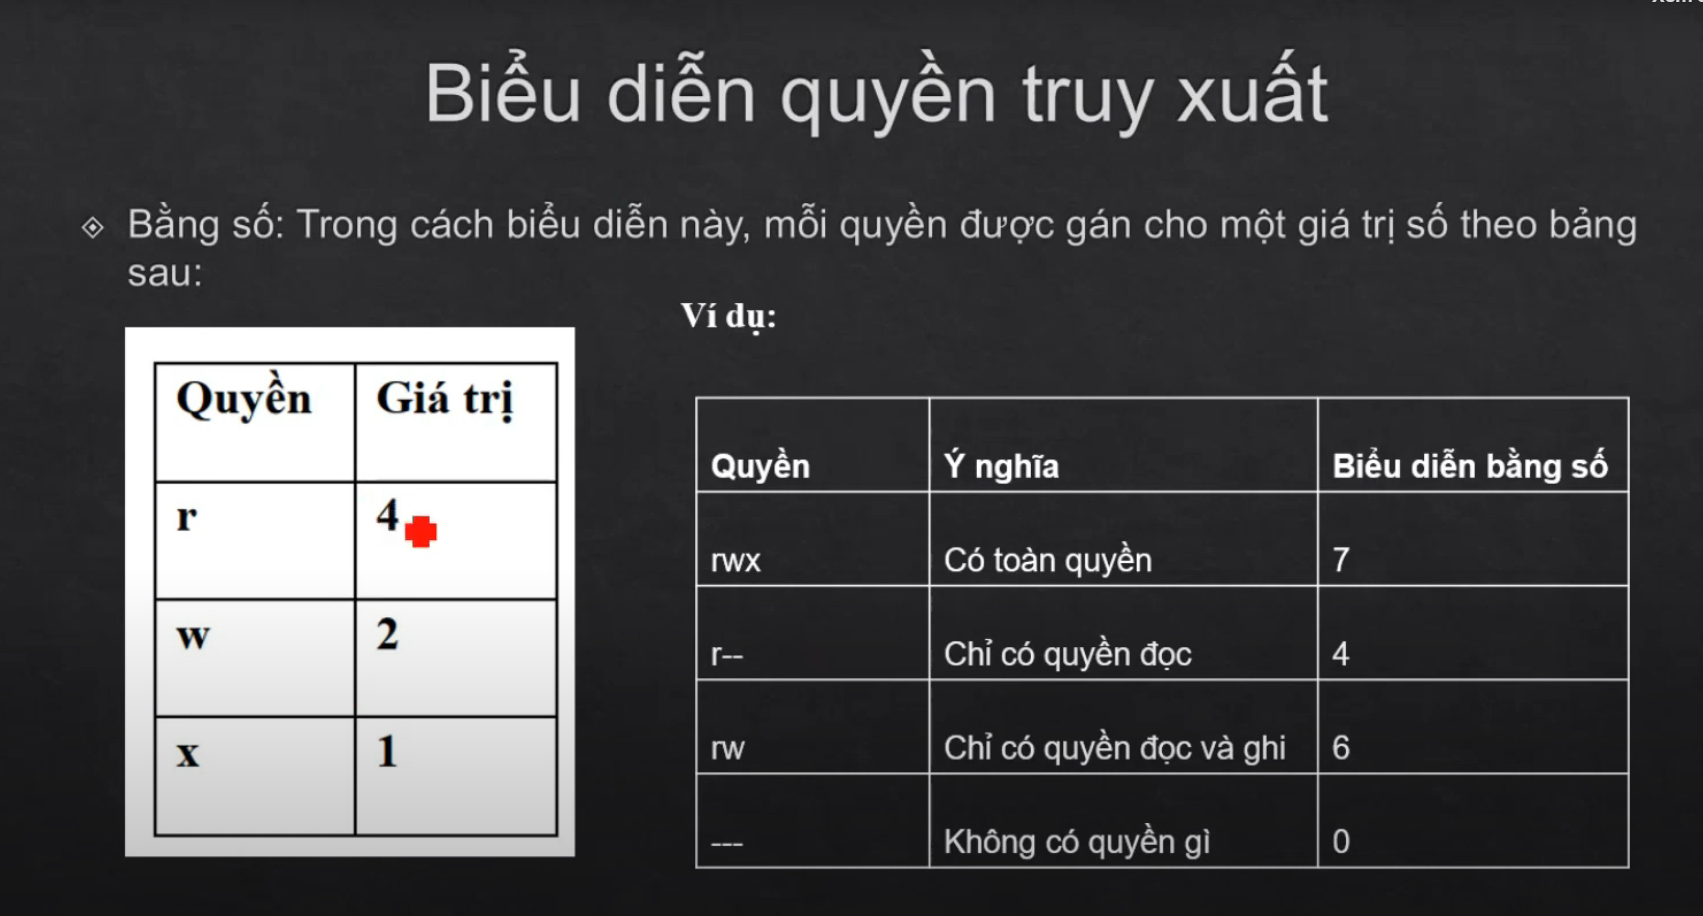 Biểu diễn quyền truy xuất
Bằng số: Trong cách biểu diễn này, mỗi quyền được gán cho một giá trị số theo bảng
sau:
Ví dụ:
Quyền Giá trị
r 4
w 2
x 1
Quyền Ý nghĩa Biểu diễn bằng số
rwx Có toàn quyền 7
r-- Chỉ có quyền đọc 4
rw Chỉ có quyền đọc và ghi 6
--- Không có quyền gì 0